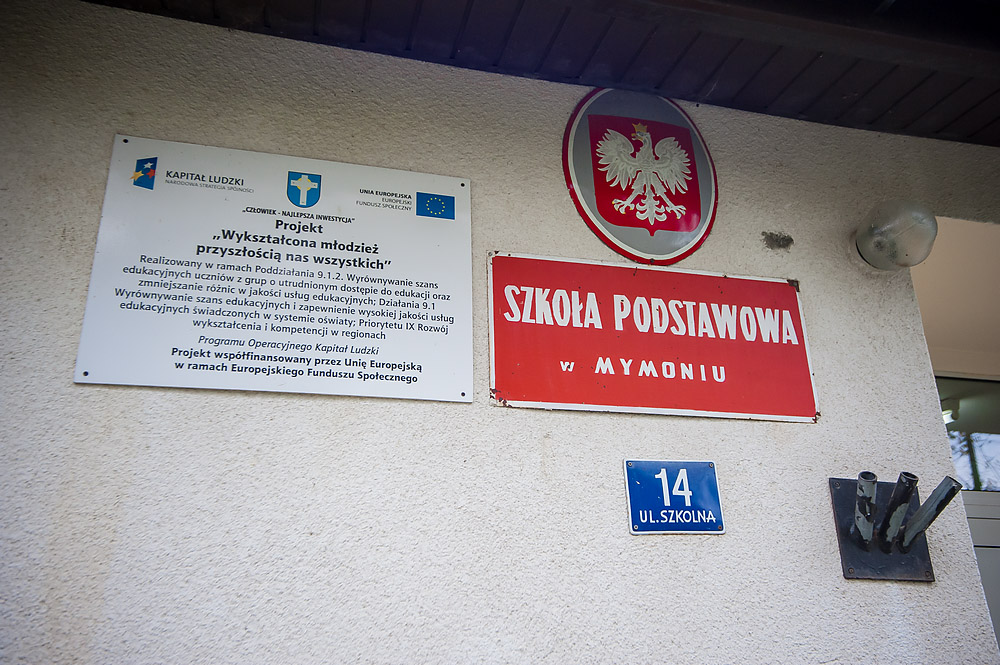 KAPITAŁ LUDZKI
NARODOWA STRATEGIA SPÓJNOŚCI
UNIA EUROPEJSKA
EUROPEJSKI
FUNDUSZ SPOŁECZNY
„CZŁOWIEK - NAJLEPSZA INWESTYCJA”
Projekt
„Wykształcona młodzież
przyszłością nas wszystkich”
Realizowany w ramach Poddziałania 9.1.2. Wyrównywanie szans
edukacyjnych uczniów z grup o utrudnionym dostępie do edukacji oraz
zmniejszanie różnic w jakości usług edukacyjnych; Działania 9.1
Wyrównywanie szans edukacyjnych i zapewnienie wysokiej jakości usług
edukacyjnych świadczonych w systemie oświaty; Priorytetu IX Rozwój
wykształcenia i kompetencji w regionach
Programu Operacyjnego Kapitał Ludzki
Projekt współfinansowany przez Unię Europejską
w ramach Europejskiego Funduszu Społecznego
SZKOŁA PODSTAWOWA
W MYMONIU
14
UL. SZKOLNA